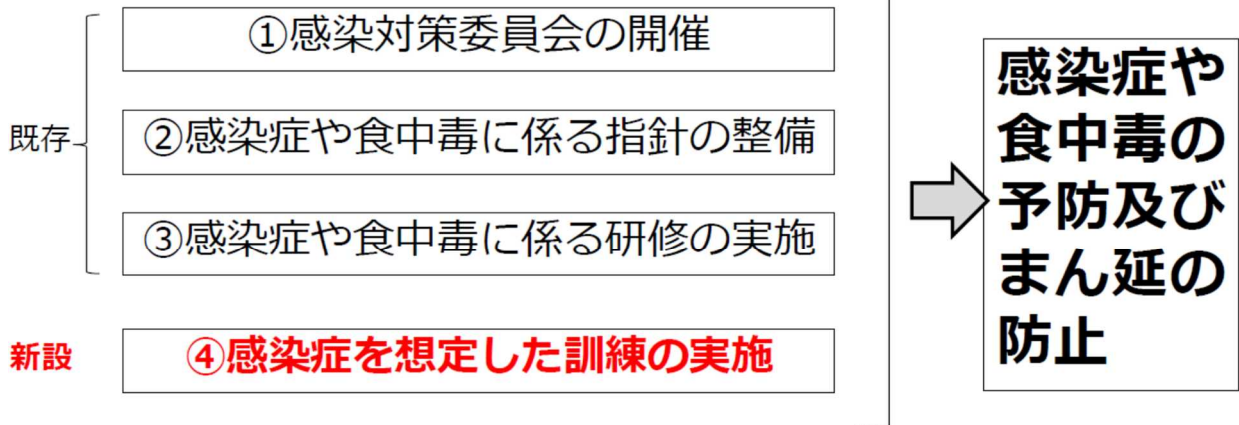 ①感染対策委員会の開催
既存
②感染症や食中毒に係る指針の整備
③感染症や食中毒に係る研修の実施
新設
④感染症を想定した訓練の実施
感染症や
食中毒の
予防及び
まん延の
防止